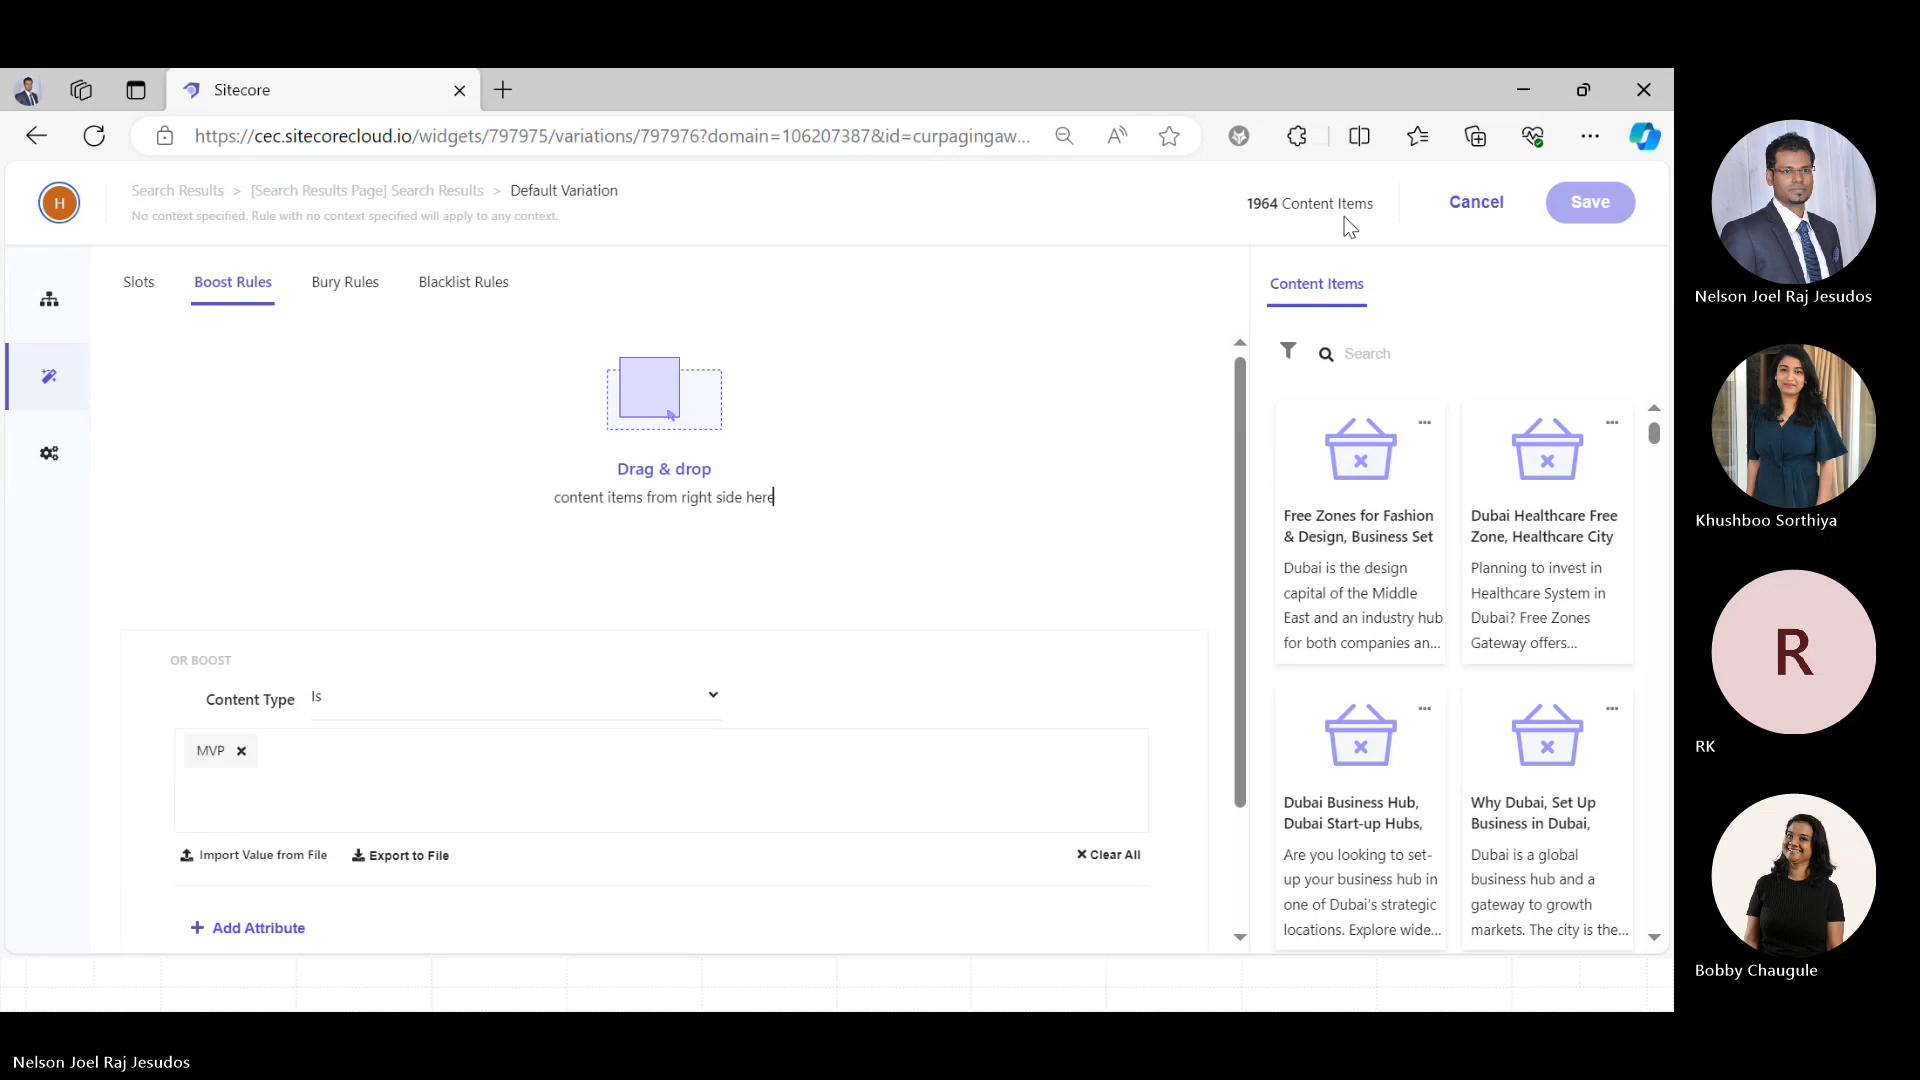 Sitecore
https://cec.sitecorecloud.io/widgets/797975/variations/797976?domain=106207387&id=curpagingaw...
H
Search Results > [Search Results Page] Search Results > Default Variation
No context specified. Rule with no context specified will apply to any context.
1964 Content Items
Cancel
Save
Slots
Boost Rules
Bury Rules
Blacklist Rules
Content Items
Search
Drag & drop
content items from right side here
OR BOOST
Content Type
Is
MVP
Import Value from File
Export to File
Clear All
Add Attribute
Free Zones for Fashion
& Design, Business Set
Dubai is the design
capital of the Middle
East and an industry hub
for both companies an...
Dubai Healthcare Free
Zone, Healthcare City
Planning to invest in
Healthcare System in
Dubai? Free Zones
Gateway offers...
Dubai Business Hub,
Dubai Start-up Hubs,
Are you looking to set-
up your business hub in
one of Dubai's strategic
locations. Explore wide...
Why Dubai, Set Up
Business in Dubai,
Dubai is a global
business hub and a
gateway to growth
markets. The city is the...
Nelson Joel Raj Jesudos
Khushboo Sorthiya
R
RK
Bobby Chaugule
Nelson Joel Raj Jesudos